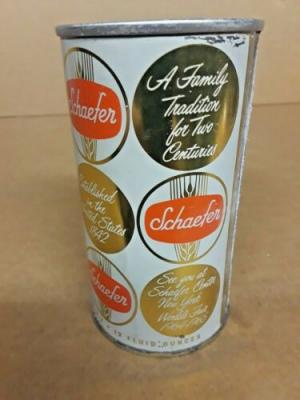 Schaefer
A Family
Tradition
for Two
Centuries
Established
in the
United States
1842
Schaefer
Schaefer
See you at
Schaefer Center
New York
World's Fair
1964-1965
12 FLUID OUNCES